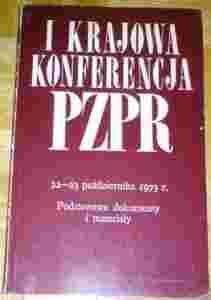 I KRAJOWA
KONFERENCJA
PZPR
22–23 października 1973 r.
Podstawowe dokumenty
i materiały